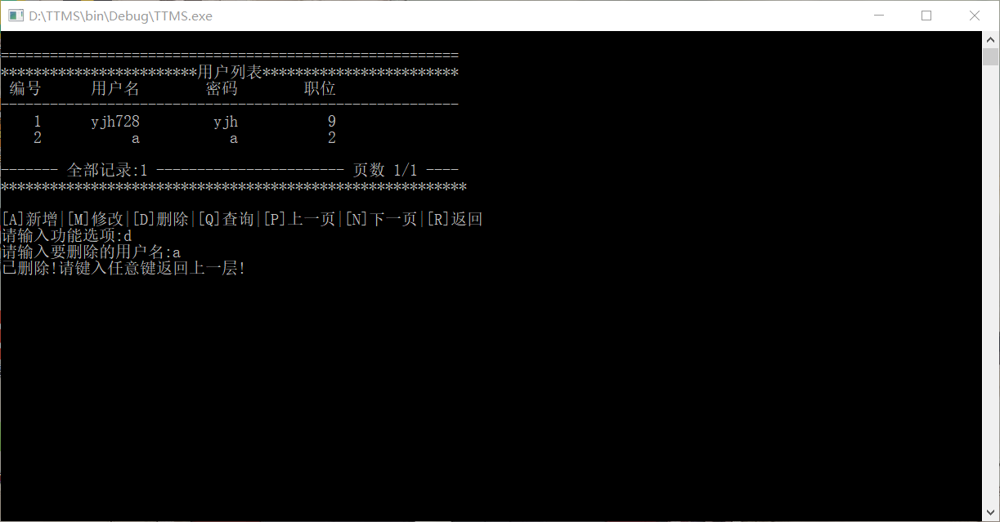 D:\TTMS\bin\Debug\TTMS.exe
========================================================
************************用户列表************************
编号 用户名 密码 职位
--------------------------------------------------------
1 yjh728 yjh 9
2 a a 2
------- 全部记录:1 ----------------------- 页数 1/1 ----
*********************************************************
[A]新增|[M]修改|[D]删除|[Q]查询|[P]上一页|[N]下一页|[R]返回
请输入功能选项:d
请输入要删除的用户名:a
已删除!请键入任意键返回上一层!